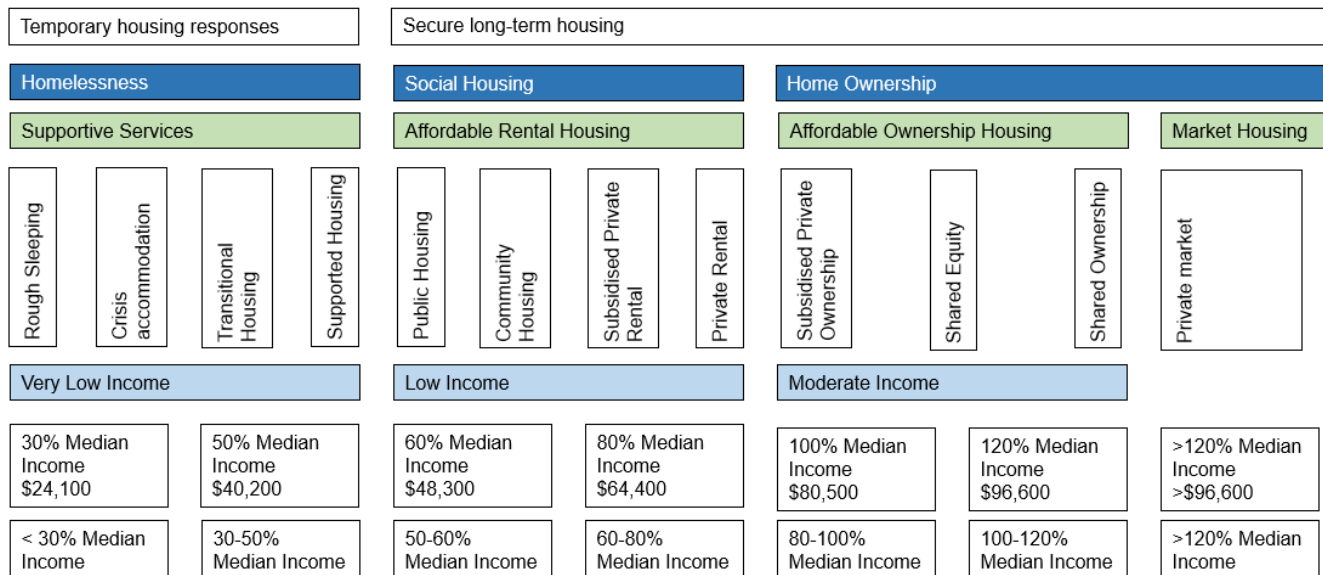 Temporary housing responses
Secure long-term housing
Homelessness
Social Housing
Home Ownership
Supportive Services
Affordable Rental Housing
Affordable Ownership Housing
Market Housing
Rough Sleeping
Crisis
accommodation
Transitional
Housing
Supported Housing
Public Housing
Community
Housing
Subsidised Private
Rental
Private Rental
Subsidised Private
Ownership
Shared Equity
Shared Ownership
Private market
Very Low Income
Low Income
Moderate Income
30% Median
Income
$24,100
50% Median
Income
$40,200
60% Median
Income
$48,300
80% Median
Income
$64,400
100% Median
Income
$80,500
120% Median
Income
$96,600
>120% Median
Income
>$96,600
< 30% Median
Income
30-50%
Median Income
50-60%
Median Income
60-80%
Median Income
80-100%
Median Income
100-120%
Median Income
>120% Median
Income